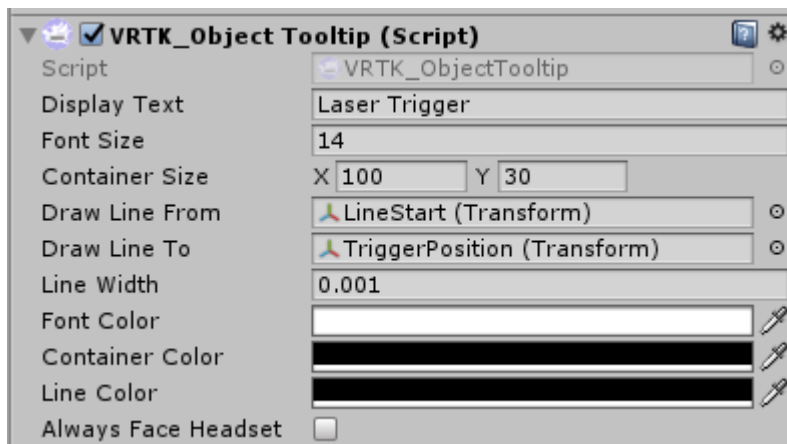 VRTK_Object Tooltip (Script)
Script VRTK_ObjectTooltip
Display Text Laser Trigger
Font Size 14
Container Size X 100 Y 30
Draw Line From LineStart (Transform)
Draw Line To TriggerPosition (Transform)
Line Width 0.001
Font Color
Container Color
Line Color
Always Face Headset